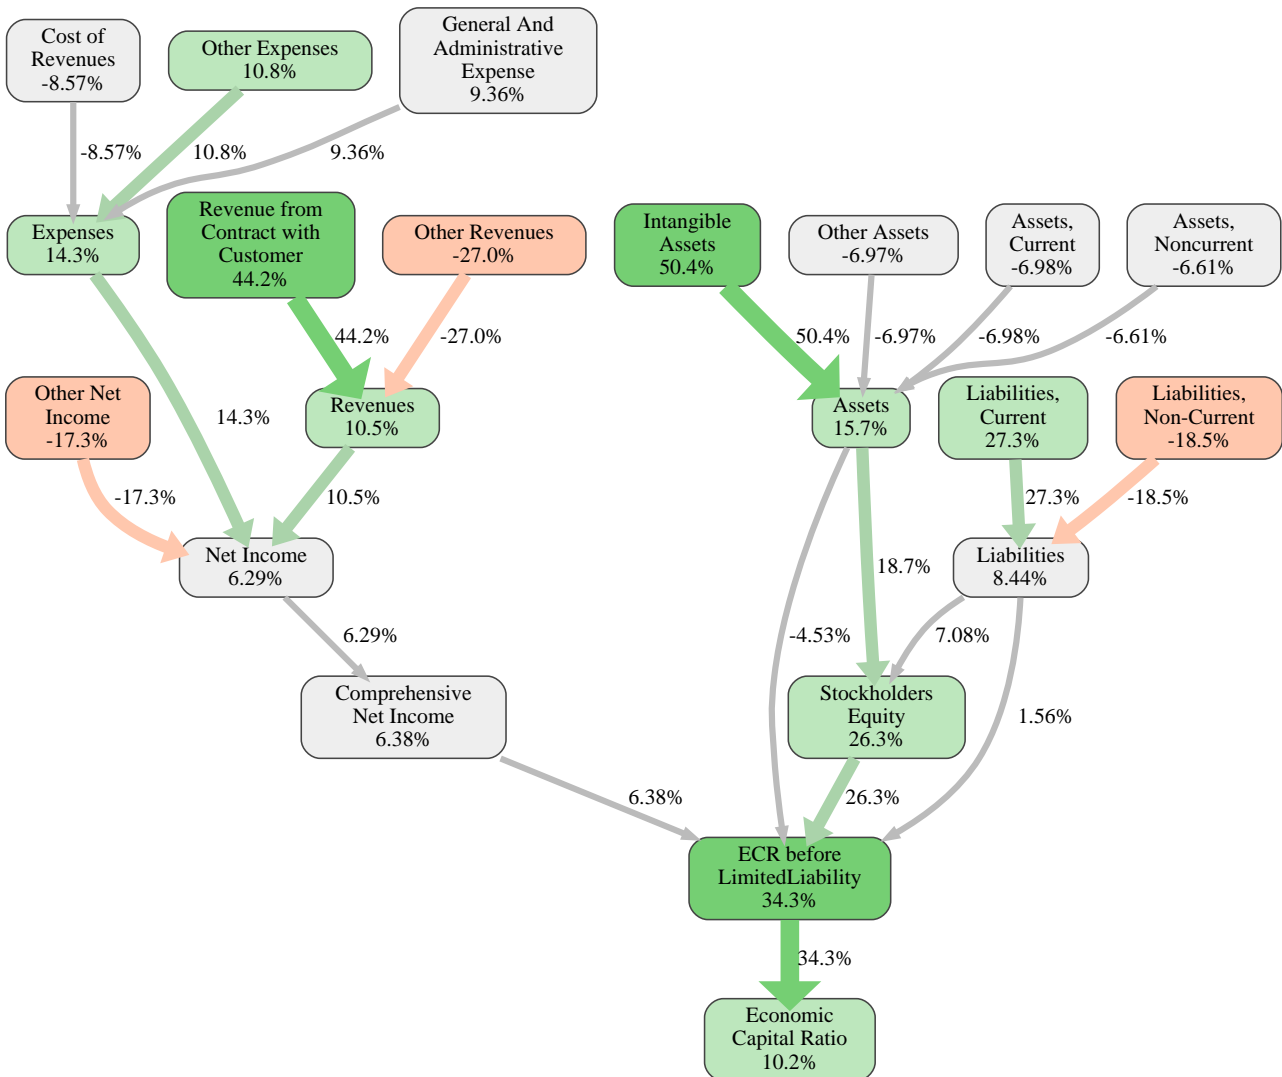 Cost of
Revenues
-8.57%
Other Expenses
10.8%
General And
Administrative
Expense
9.36%
-8.57%
10.8%
9.36%
Expenses
14.3%
Revenue from
Contract with
Customer
44.2%
Other Revenues
-27.0%
Intangible
Assets
50.4%
Other Assets
-6.97%
Assets,
Current
-6.98%
Assets,
Noncurrent
-6.61%
44.2%
-27.0%
50.4%
-6.97%
-6.98%
-6.61%
Other Net
Income
-17.3%
14.3%
Revenues
10.5%
Assets
15.7%
Liabilities,
Current
27.3%
Liabilities,
Non-Current
-18.5%
-17.3%
10.5%
27.3%
-18.5%
Net Income
6.29%
18.7%
Liabilities
8.44%
6.29%
-4.53%
7.08%
Comprehensive
Net Income
6.38%
Stockholders
Equity
26.3%
1.56%
6.38%
26.3%
ECR before
LimitedLiability
34.3%
34.3%
Economic
Capital Ratio
10.2%